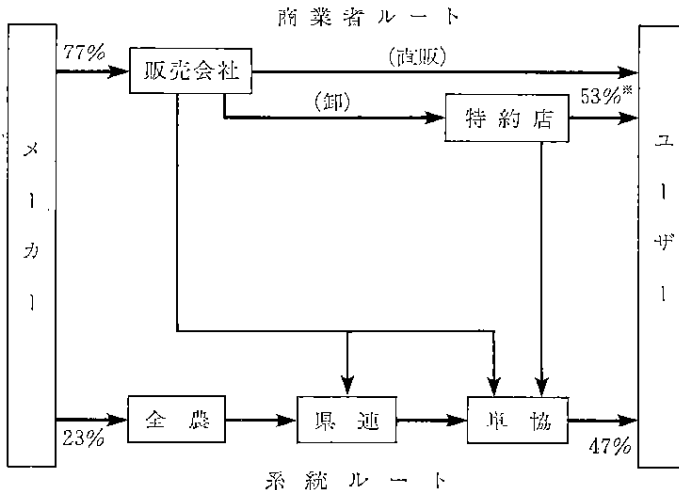 商業者ルート
77%
販売会社
(直販)
53%※
(卸)
特約店
メーカー
ユーザー
全農
県連
単協
23%
47%
系統ルート